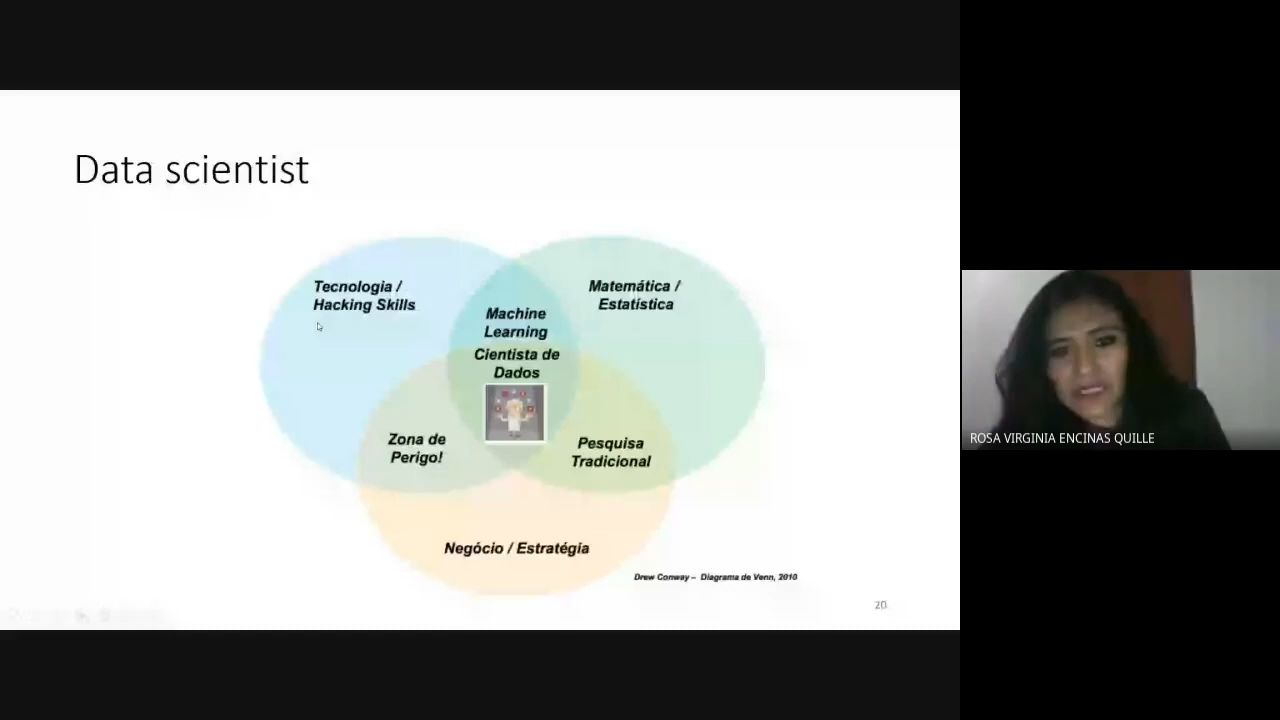 Data scientist
Tecnologia /
Hacking Skills
Matemática /
Estatística
Machine
Learning
Cientista de
Dados
Zona de
Perigo!
Pesquisa
Tradicional
Negócio / Estratégia
Drew Conway – Diagrama de Venn, 2010
20
ROSA VIRGINIA ENCINAS QUILLE